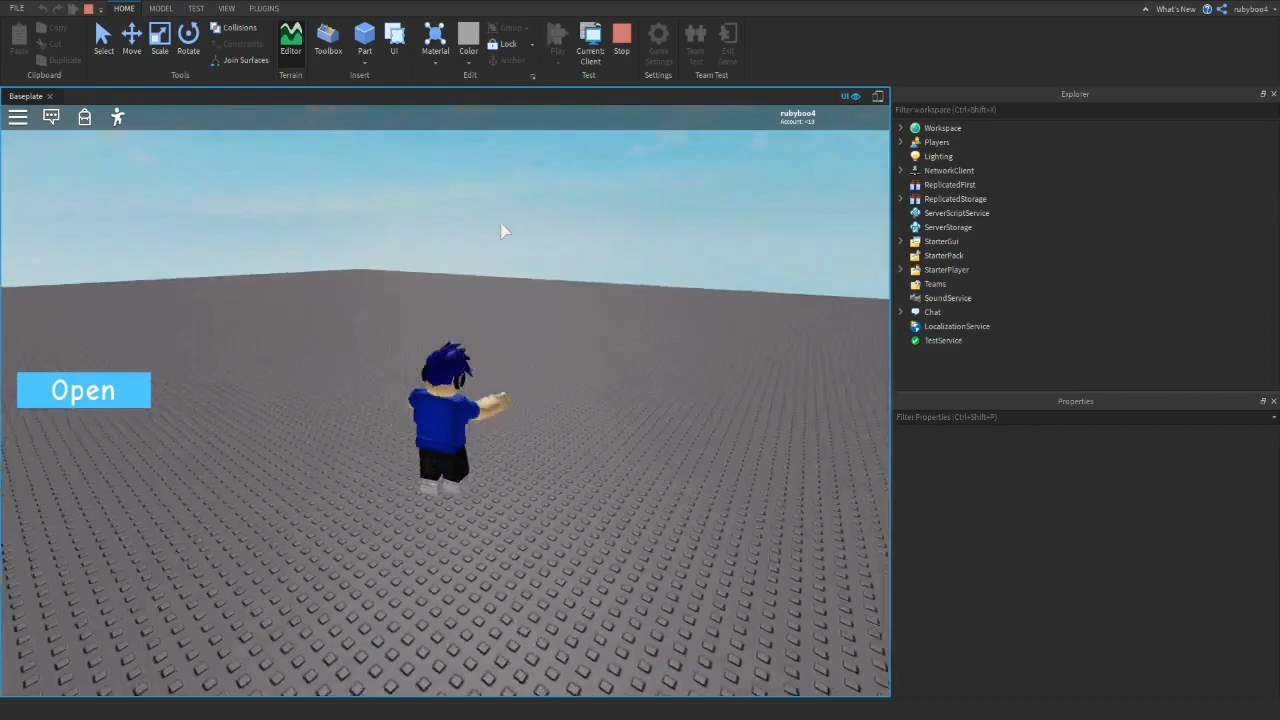 FILE HOME MODEL TEST VIEW PLUGINS What's New rubyboo4
Paste Copy Cut Duplicate Clipboard
Select Move Scale Rotate Collisions Constraints Join Surfaces Tools
Editor Terrain
Toolbox Part UI Insert
Material Color Group Lock Anchor Edit
Play Current: Client Stop Test
Game Settings Settings
Team Test Exit Game Team Test
Baseplate UI
rubyboo4
Account: <13
Open
Explorer
Filter workspace (Ctrl+Shift+X)
Workspace
Players
Lighting
NetworkClient
ReplicatedFirst
ReplicatedStorage
ServerScriptService
ServerStorage
StarterGui
StarterPack
StarterPlayer
Teams
SoundService
Chat
LocalizationService
TestService
Properties
Filter Properties (Ctrl+Shift+P)